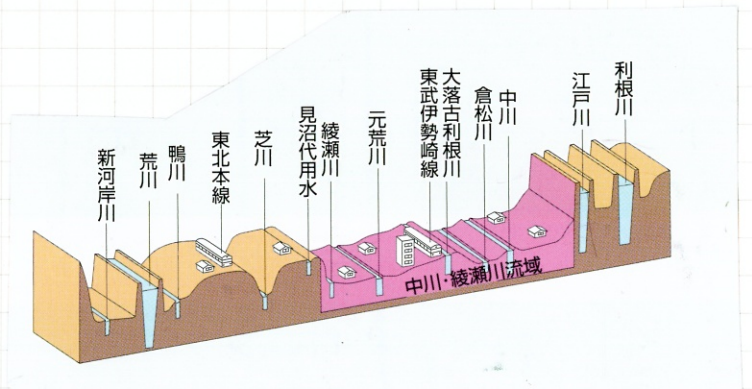 新河岸川
荒川
鴨川
東北本線
芝川
見沼代用水
綾瀬川
元荒川
東武伊勢崎線
大落古利根川
倉松川
中川
江戸川
利根川
中川・綾瀬川流域